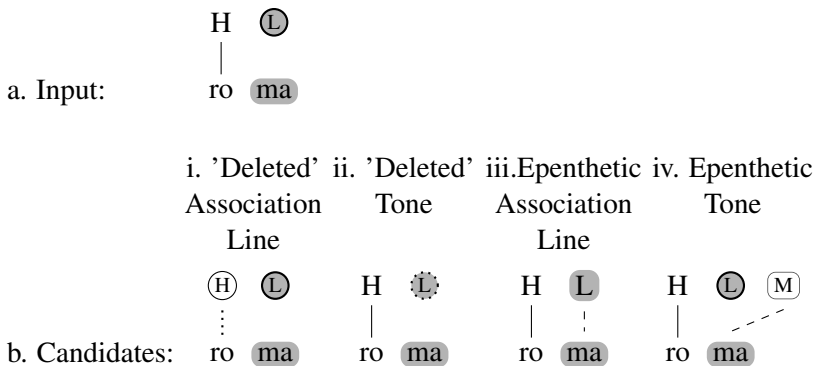 H L
a. Input: ro ma
i. 'Deleted' ii. 'Deleted' iii.Epenthetic iv. Epenthetic
Association Tone Association Tone
Line Line
H L H L H L H L M
b. Candidates: ro ma ro ma ro ma ro ma